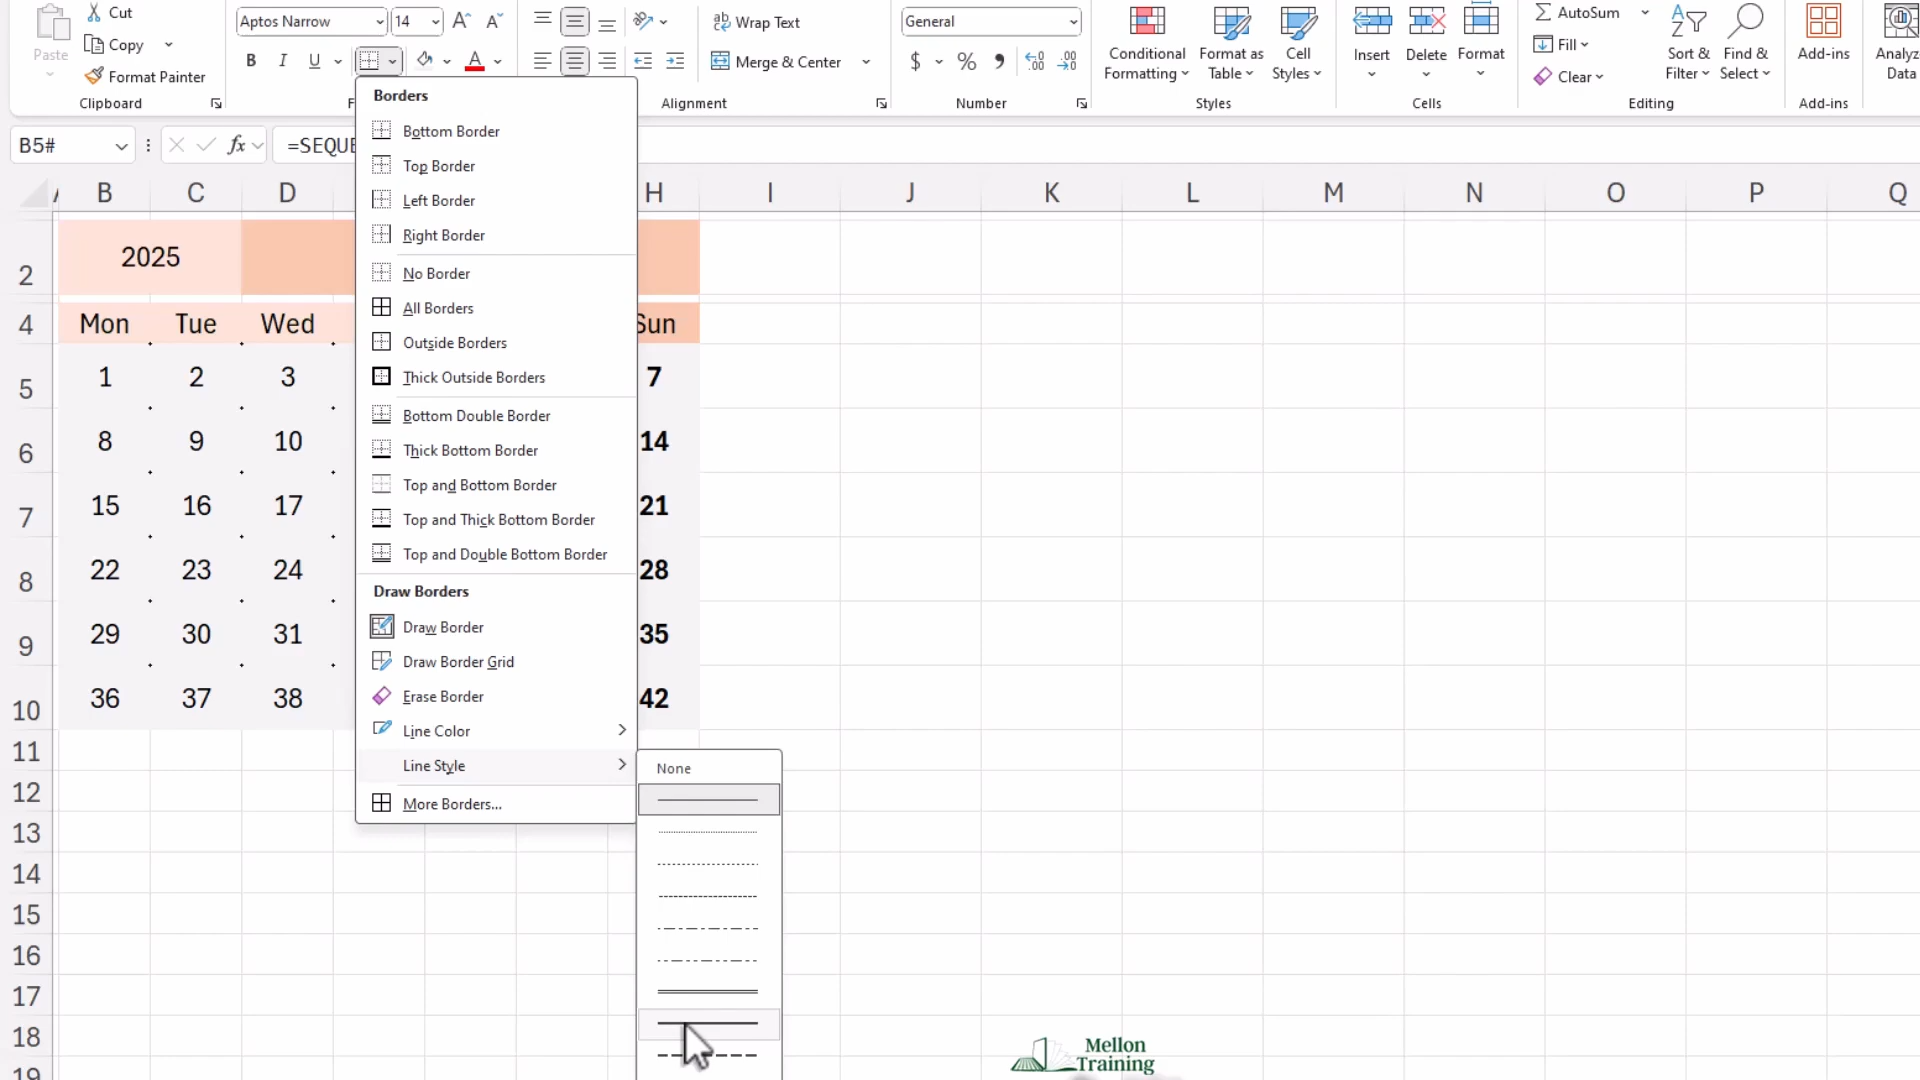 Cut
Aptos Narrow
14
Wrap Text
General
AutoSum
Paste
Copy
B I U
A
Merge & Center
$ % ,
Conditional Formatting
Format as Table
Cell Styles
Insert
Delete
Format
Fill
Sort & Filter
Find & Select
Add-ins
Analyze Data
Format Painter
Clear
Clipboard
F
Alignment
Number
Styles
Cells
Editing
Add-ins
B5#
fx
=SEQUE
B C D H I J K L M N O P Q
2 2025
4 Mon Tue Wed Sun
5 1 2 3 7
6 8 9 10 14
7 15 16 17 21
8 22 23 24 28
9 29 30 31 35
10 36 37 38 42
11
12
13
14
15
16
17
18
19
Borders
Bottom Border
Top Border
Left Border
Right Border
No Border
All Borders
Outside Borders
Thick Outside Borders
Bottom Double Border
Thick Bottom Border
Top and Bottom Border
Top and Thick Bottom Border
Top and Double Bottom Border
Draw Borders
Draw Border
Draw Border Grid
Erase Border
Line Color
Line Style
More Borders...
None
Mellon
Training